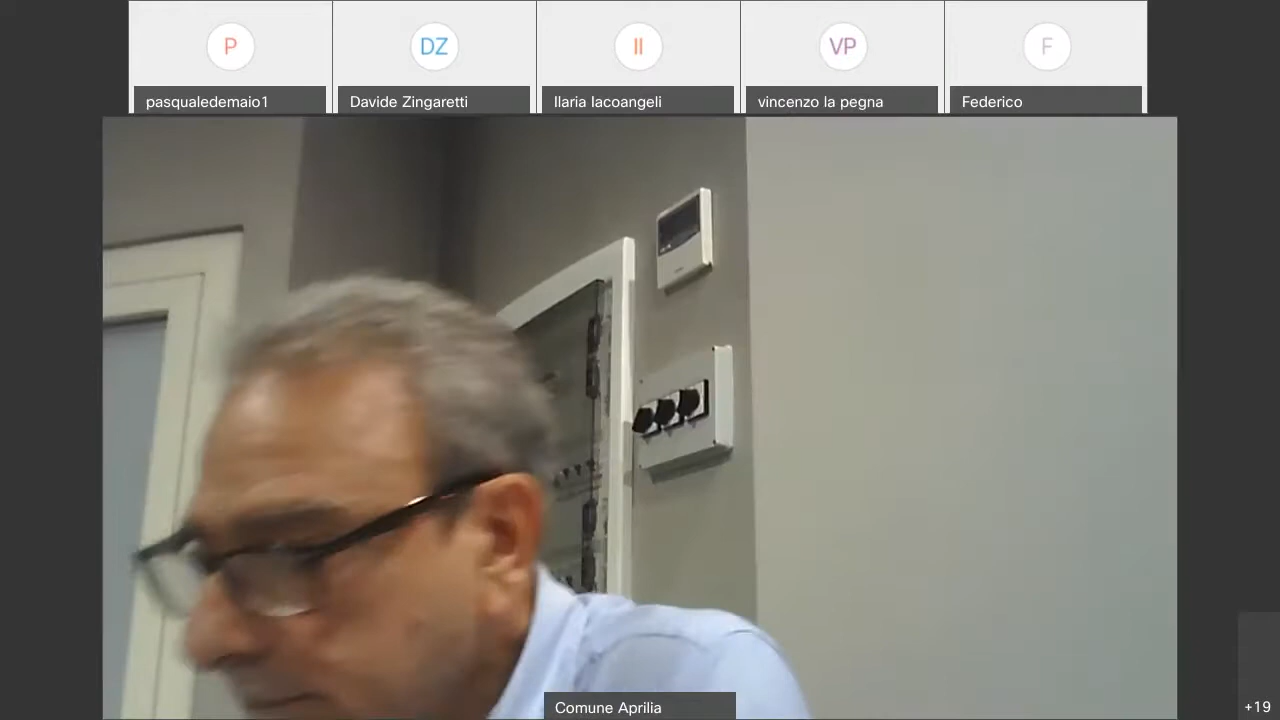 P
DZ
II
VP
F
pasqualedemaio1
Davide Zingaretti
Ilaria Iacoangeli
vincenzo la pegna
Federico
Comune Aprilia
+19